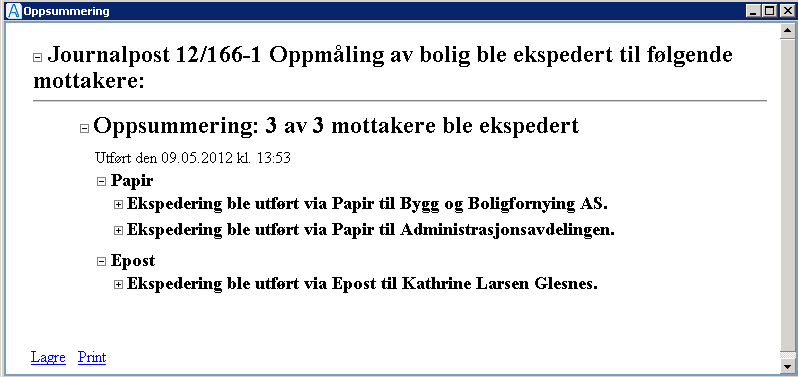 Oppsummering
Journalpost 12/166-1 Oppmåling av bolig ble ekspedert til følgende
mottakere:
Oppsummering: 3 av 3 mottakere ble ekspedert
Utført den 09.05.2012 kl. 13:53
Papir
Ekspedering ble utført via Papir til Bygg og Boligfornying AS.
Ekspedering ble utført via Papir til Administrasjonsavdelingen.
Epost
Ekspedering ble utført via Epost til Kathrine Larsen Glesnes.
Lagre Print